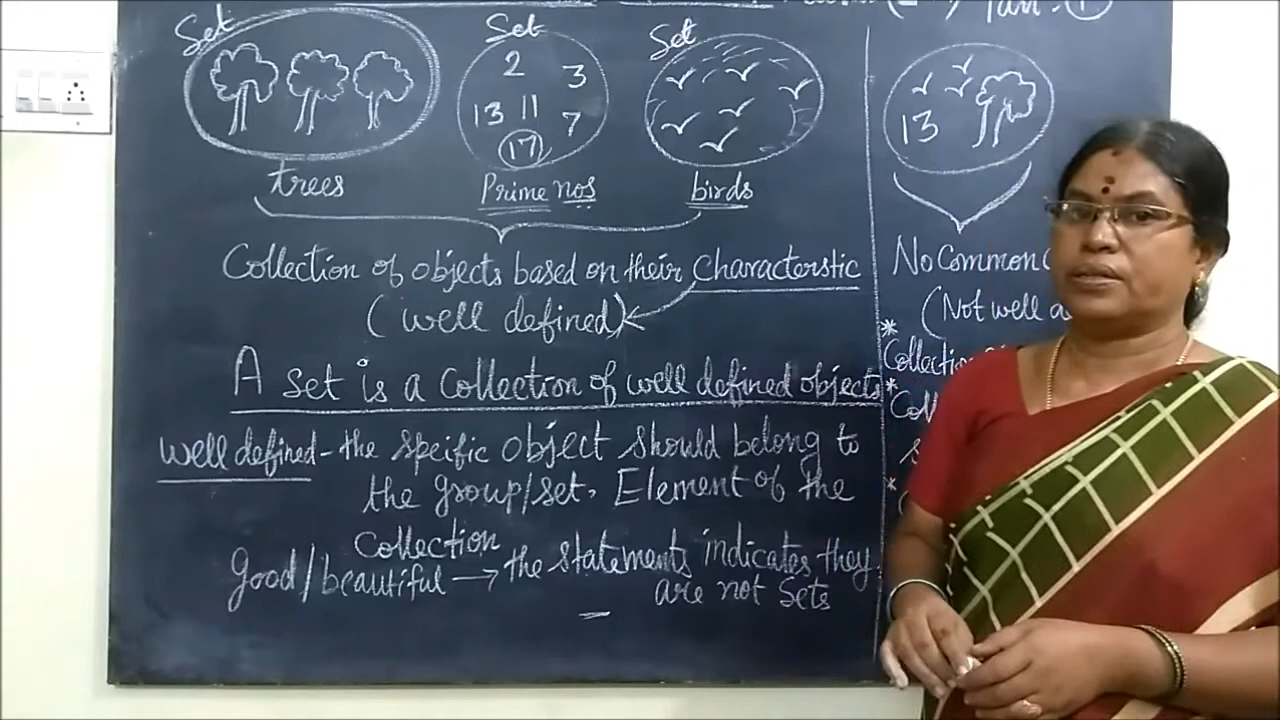 Set Set Set
2 3
13 11 7
17
13
trees Prime nos birds
Collection of objects based on their Characterstic
(well defined)
A set is a Collection of well defined objects
well defined - the specific object should belong to
the group/set. Element of the
collection
good/beautiful → the statements indicates they
are not sets
No Common
(Not well
* Collection
*
*